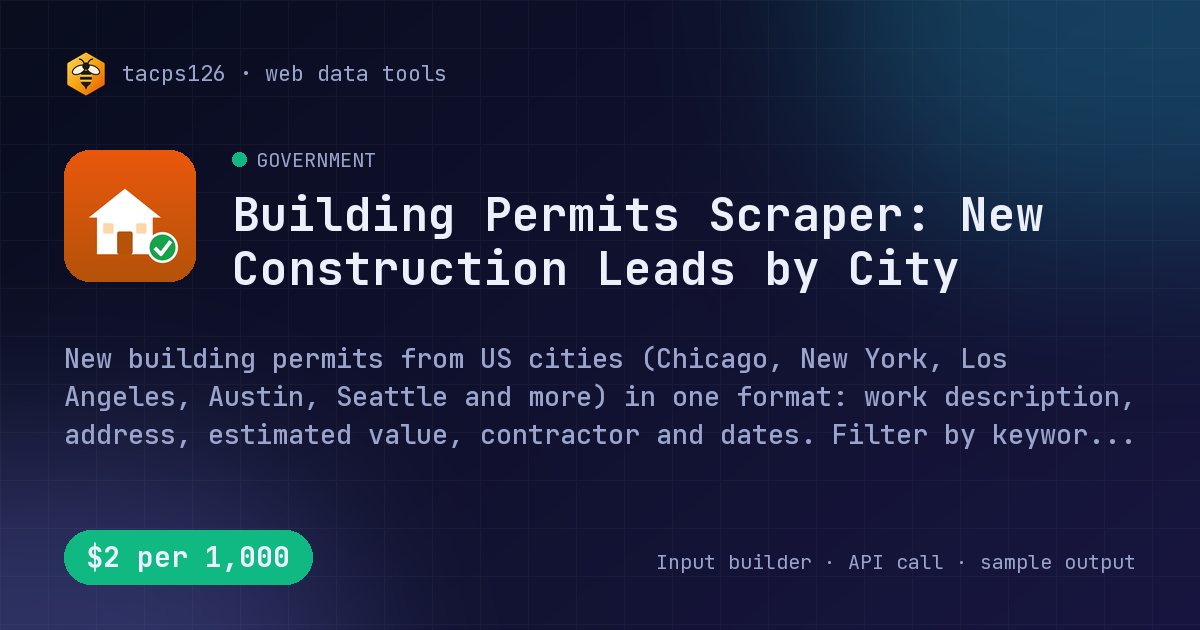 tacps126 · web data tools
GOVERNMENT
Building Permits Scraper: New
Construction Leads by City
New building permits from US cities (Chicago, New York, Los
Angeles, Austin, Seattle and more) in one format: work description,
address, estimated value, contractor and dates. Filter by keywor...
$2 per 1,000
Input builder · API call · sample output